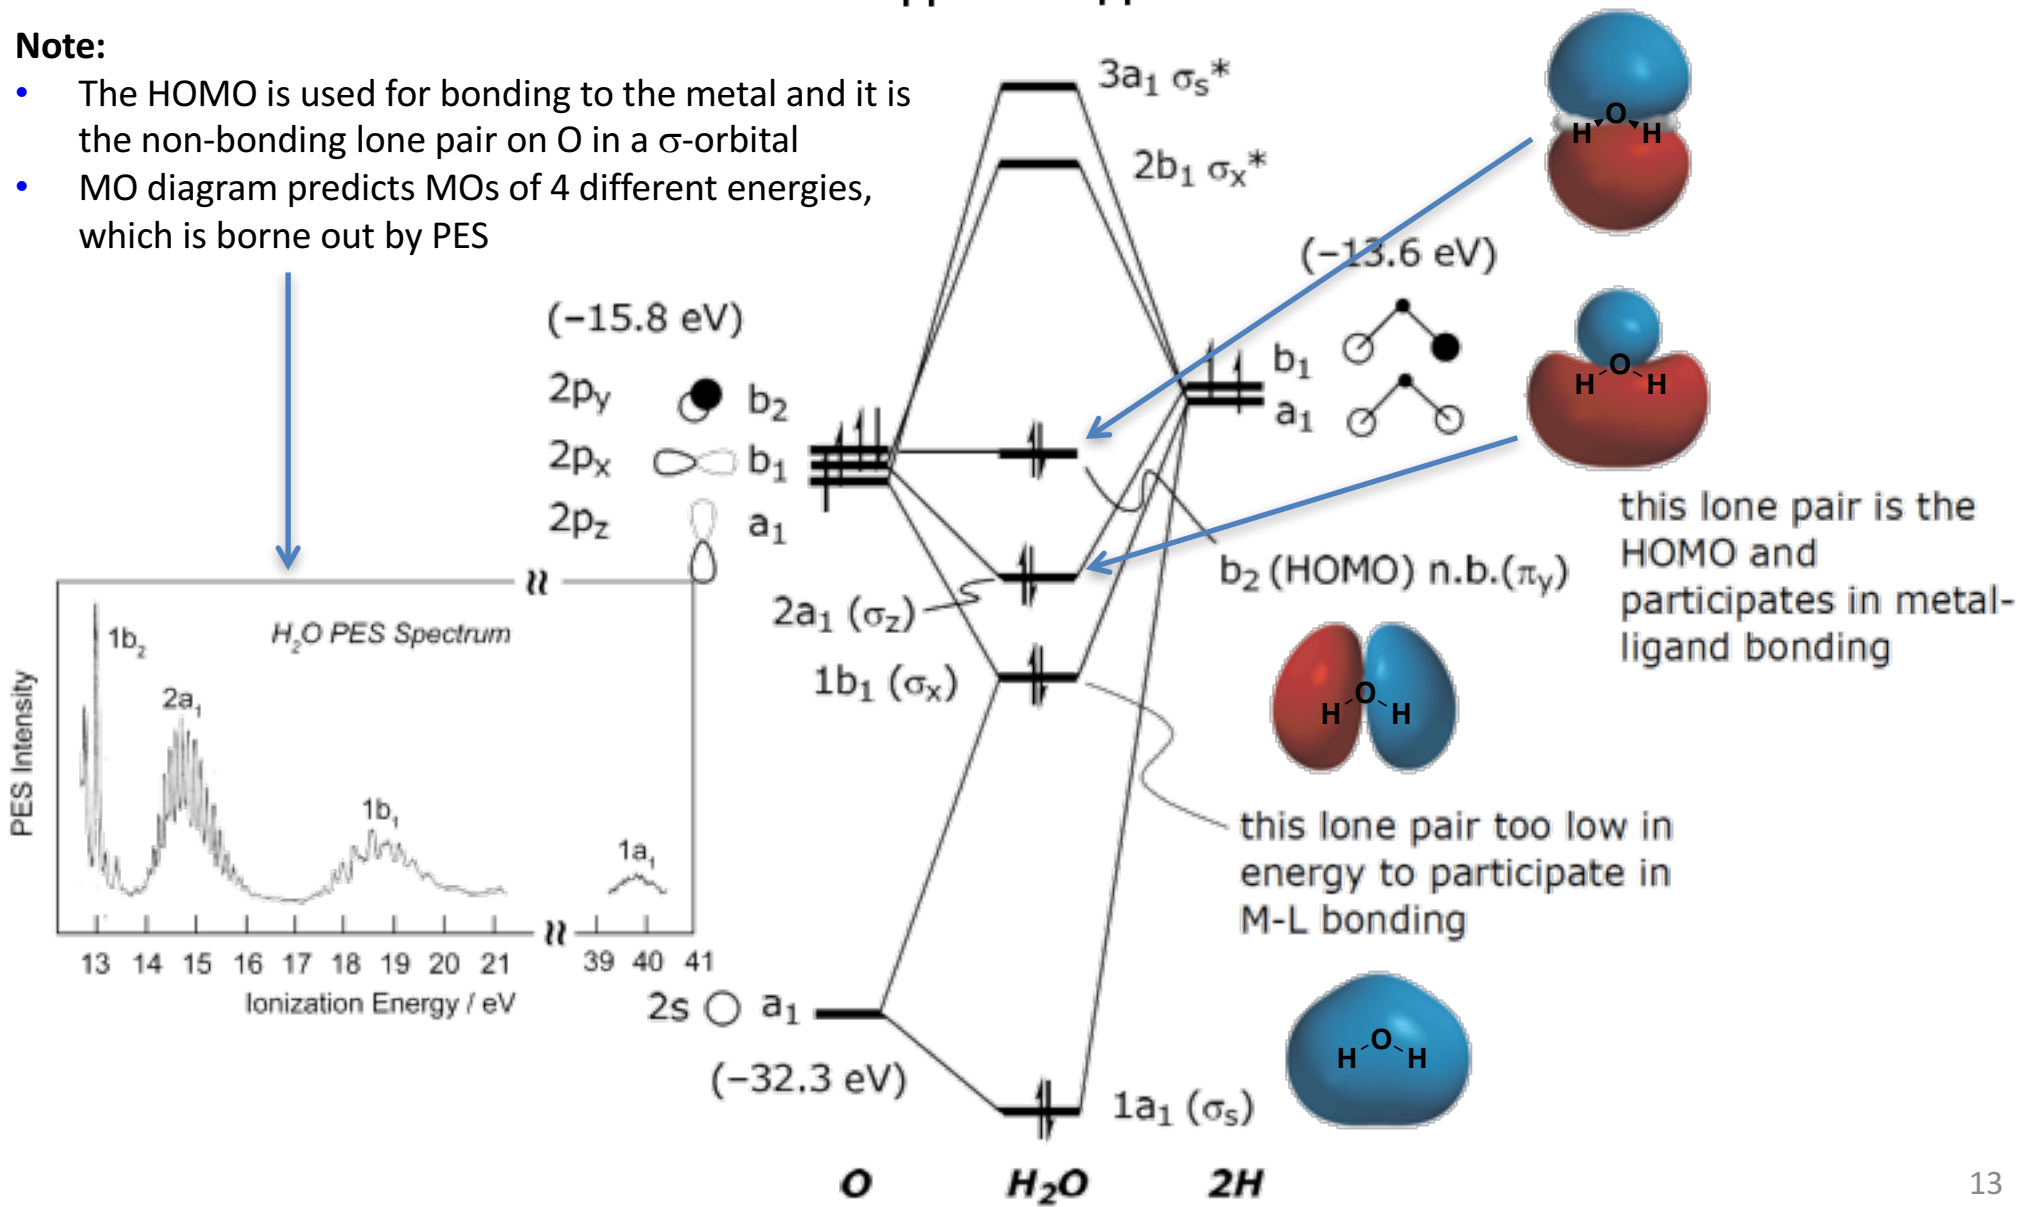 Note:
• The HOMO is used for bonding to the metal and it is
the non-bonding lone pair on O in a σ-orbital
• MO diagram predicts MOs of 4 different energies,
which is borne out by PES
3a₁ σₛ*
2b₁ σₓ*
(−13.6 eV)
(−15.8 eV)
b₁
a₁
2p_y b₂
2pₓ b₁
2p_z a₁
H O H
H O H
this lone pair is the
HOMO and
participates in metal-
ligand bonding
b₂ (HOMO) n.b.(π_y)
2a₁ (σ_z)
1b₁ (σₓ)
H O H
this lone pair too low in
energy to participate in
M-L bonding
H₂O PES Spectrum
1b₂
2a₁
1b₁
1a₁
PES Intensity
13 14 15 16 17 18 19 20 21 39 40 41
Ionization Energy / eV
2s a₁
(−32.3 eV)
H O H
1a₁ (σₛ)
O H₂O 2H
13